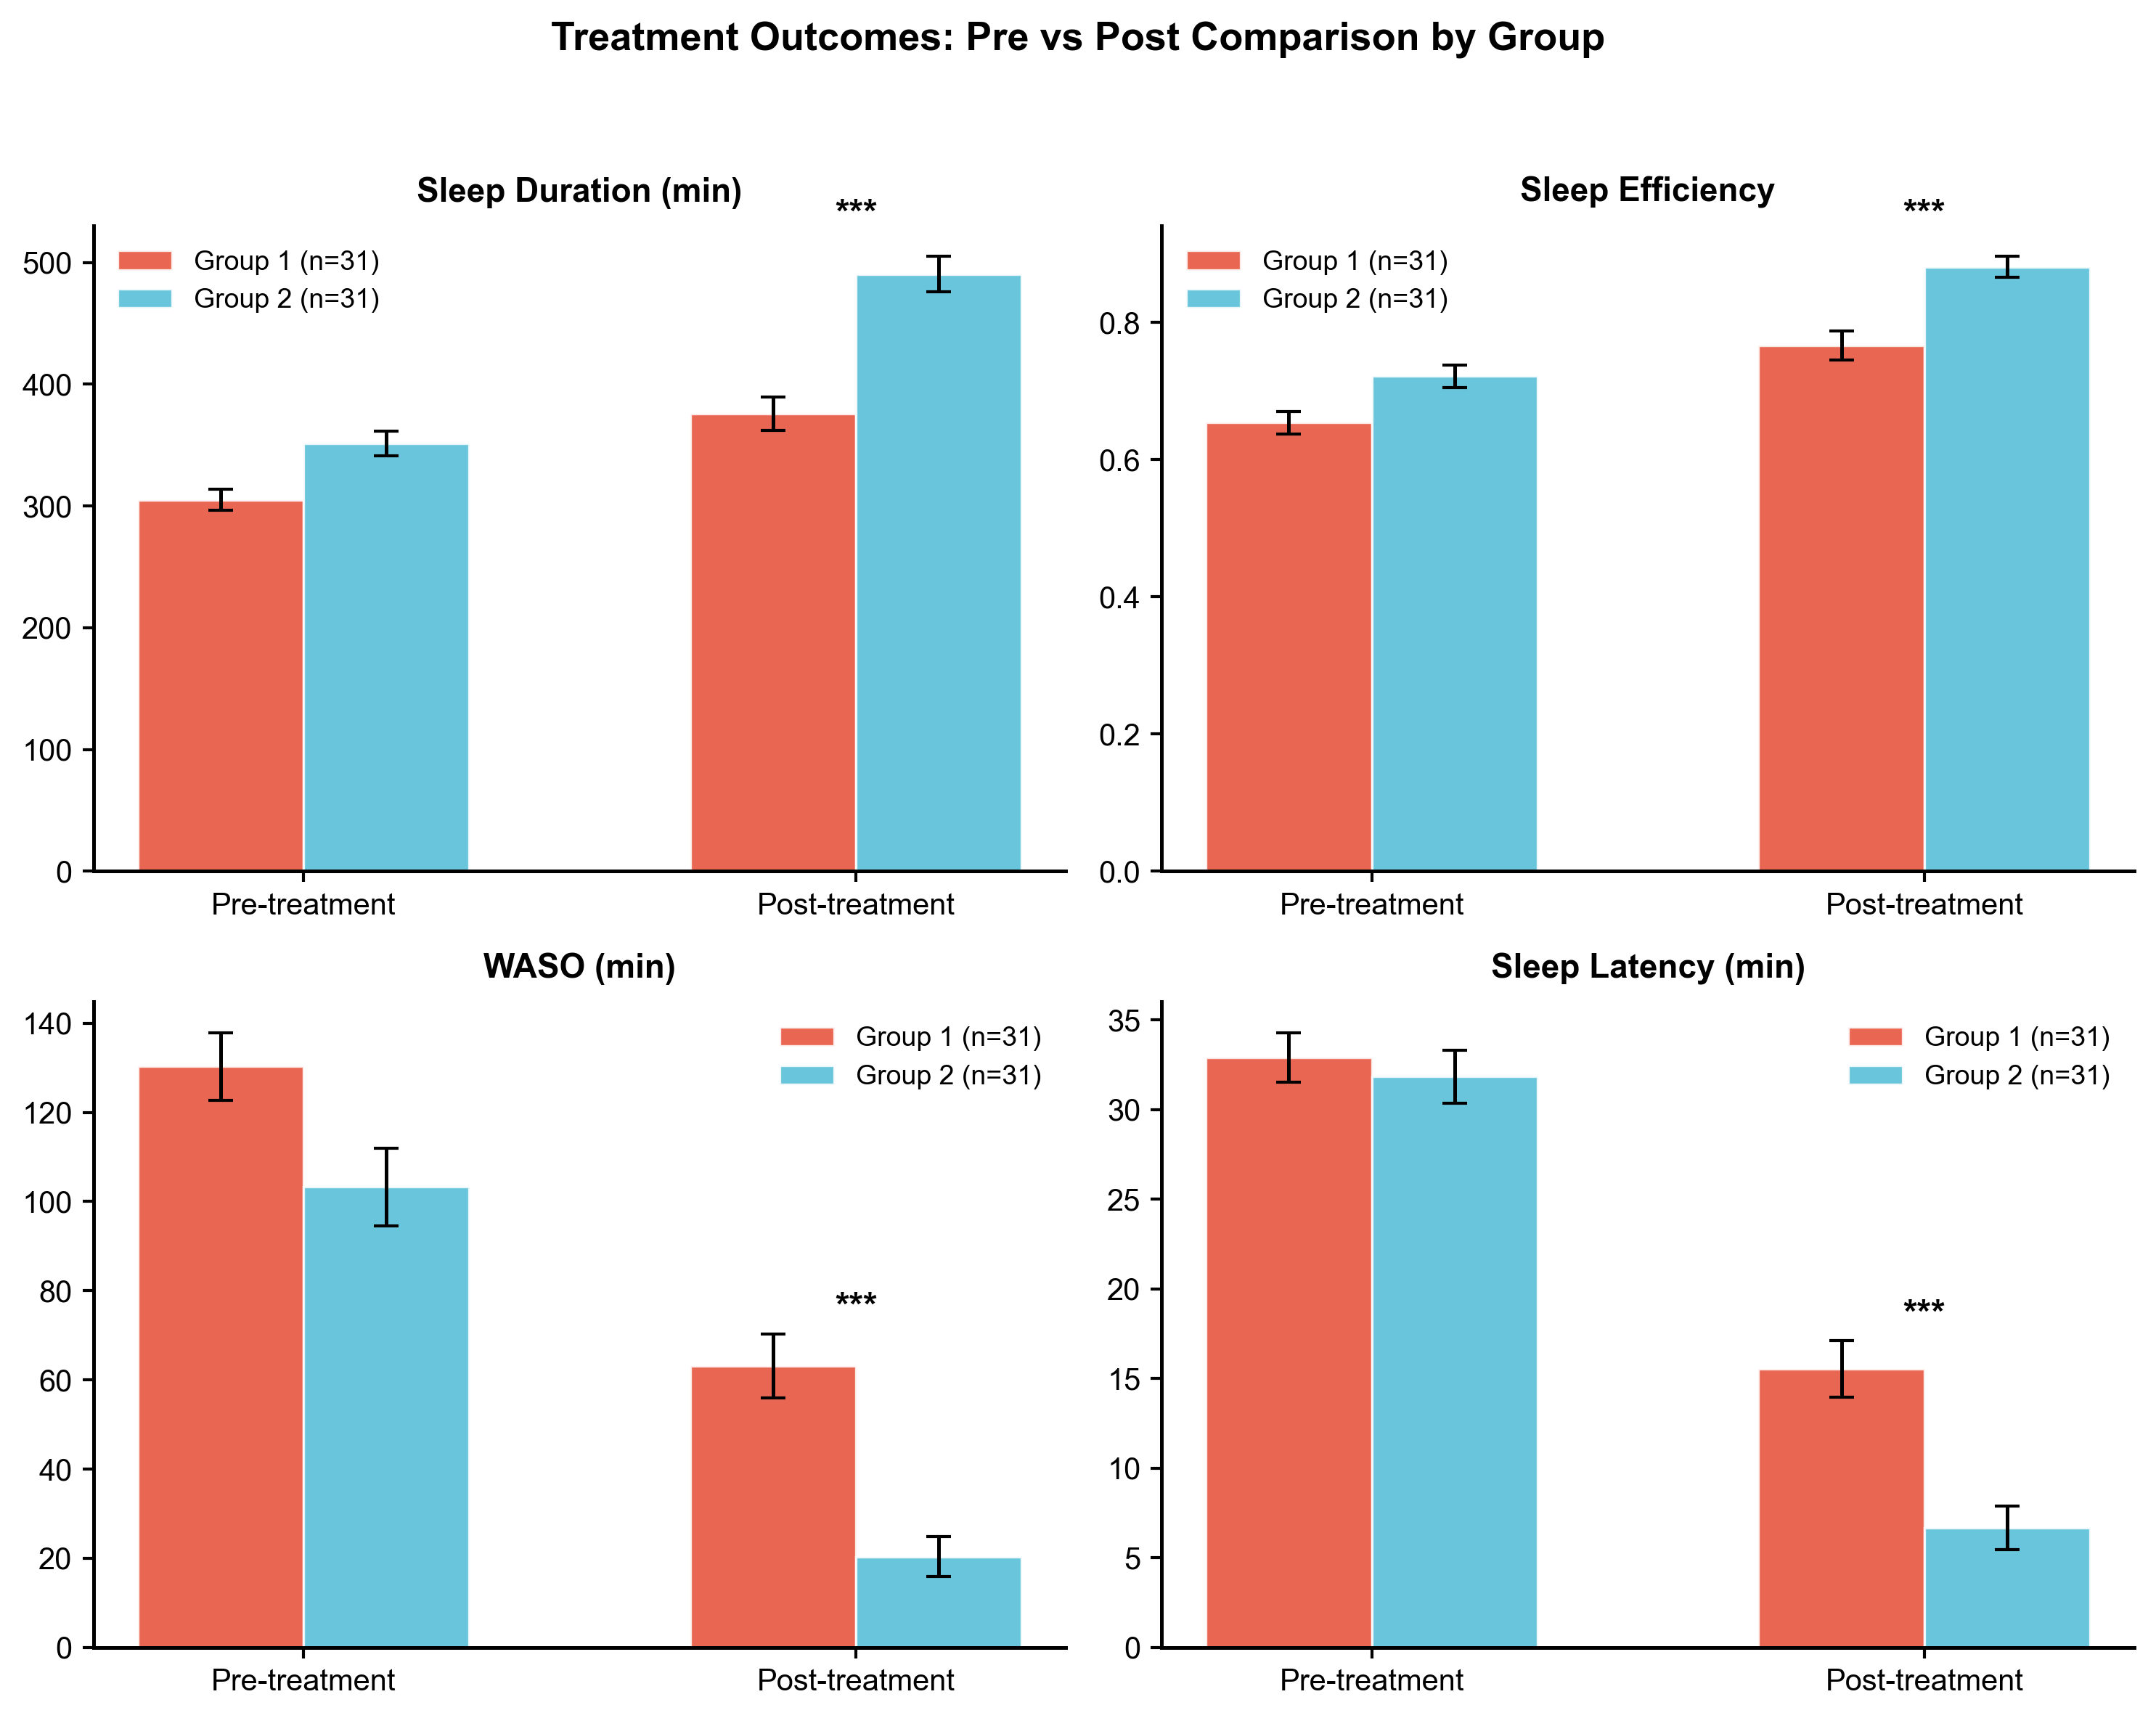 Treatment Outcomes: Pre vs Post Comparison by Group
Sleep Duration (min)
***
Group 1 (n=31)
Group 2 (n=31)
500
400
300
200
100
0
Pre-treatment
Post-treatment
Sleep Efficiency
***
Group 1 (n=31)
Group 2 (n=31)
0.8
0.6
0.4
0.2
0.0
Pre-treatment
Post-treatment
WASO (min)
Group 1 (n=31)
Group 2 (n=31)
***
140
120
100
80
60
40
20
0
Pre-treatment
Post-treatment
Sleep Latency (min)
Group 1 (n=31)
Group 2 (n=31)
***
35
30
25
20
15
10
5
0
Pre-treatment
Post-treatment